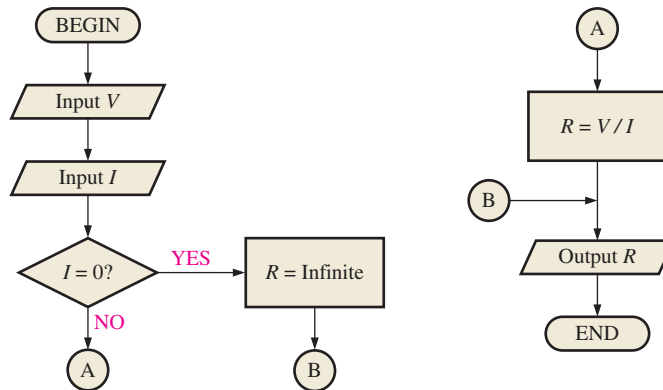 BEGIN
Input V
Input I
I = 0?
YES
R = Infinite
NO
A
B
A
R = V / I
B
Output R
END